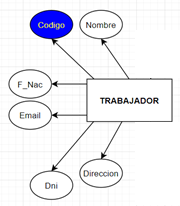 Codigo
Nombre
F_Nac
TRABAJADOR
Email
Direccion
Dni